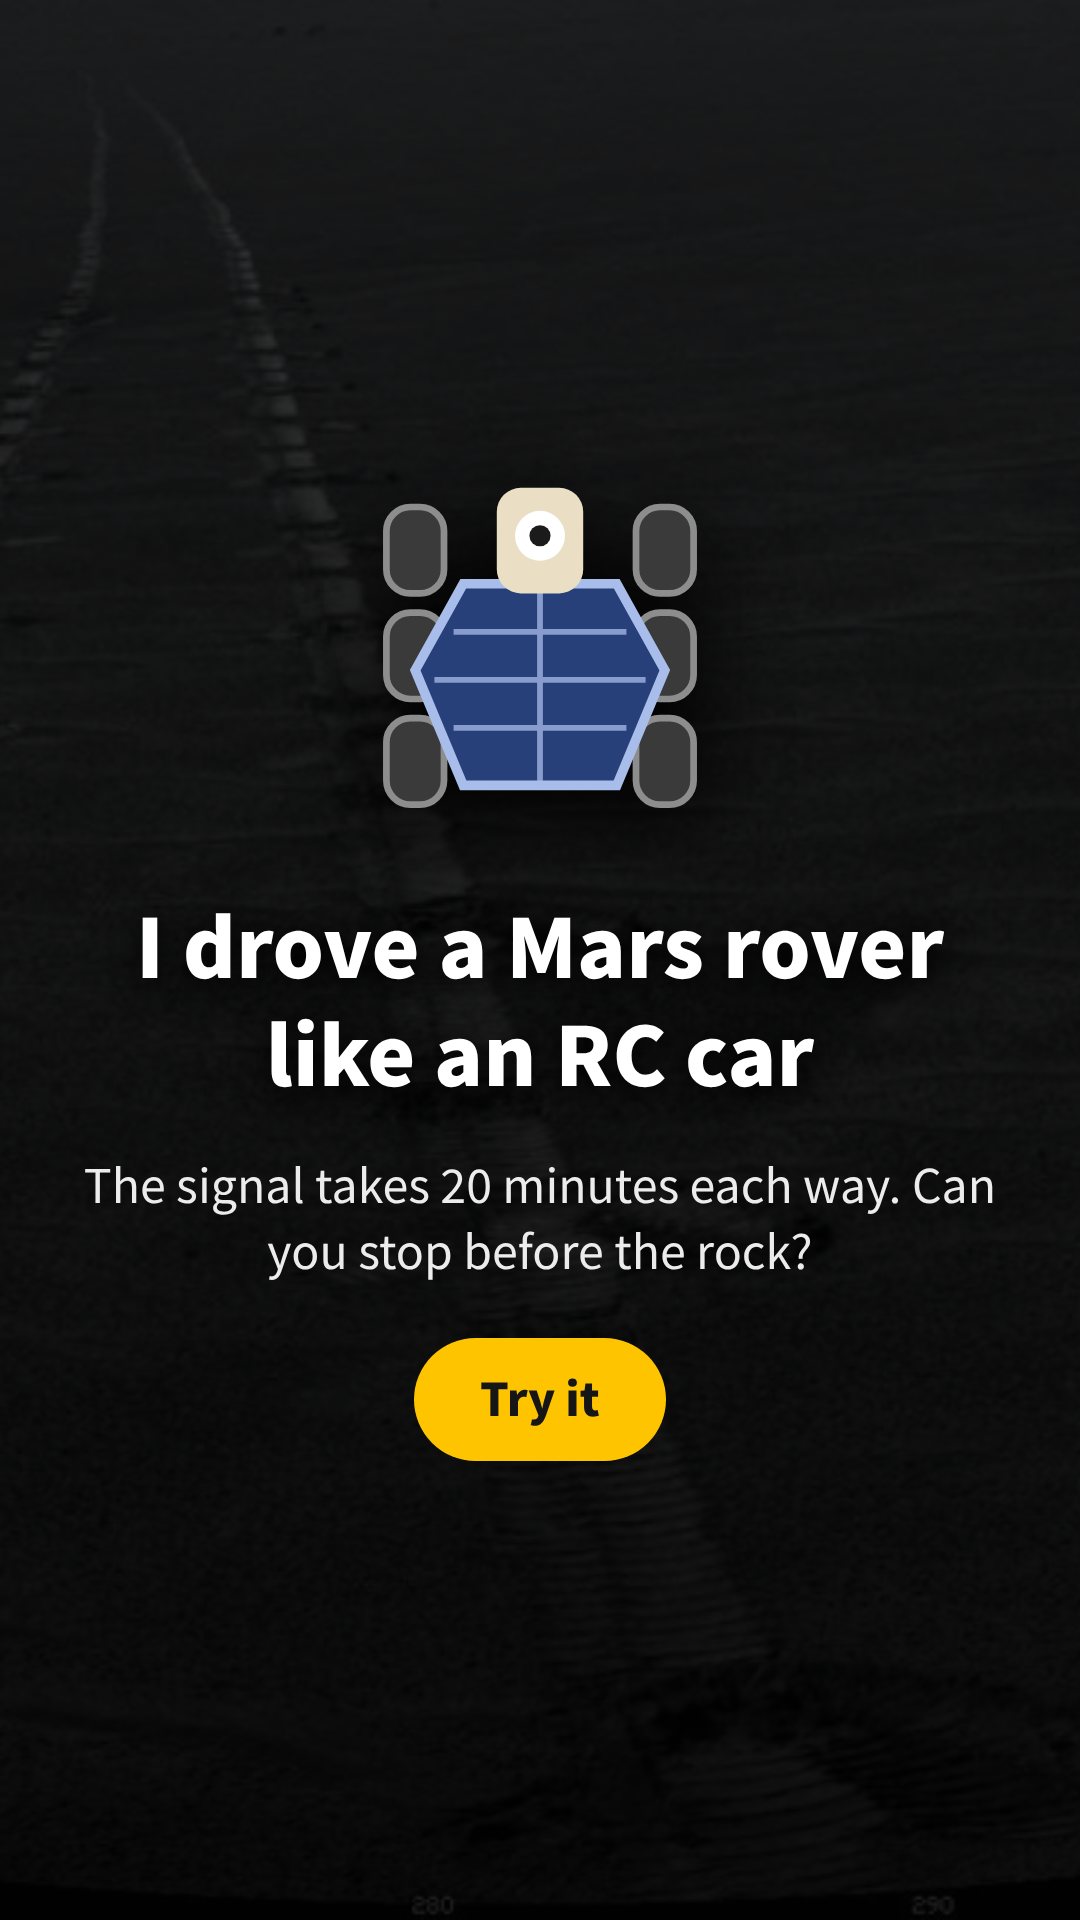 I drove a Mars rover
like an RC car
The signal takes 20 minutes each way. Can
you stop before the rock?
Try it
280 290